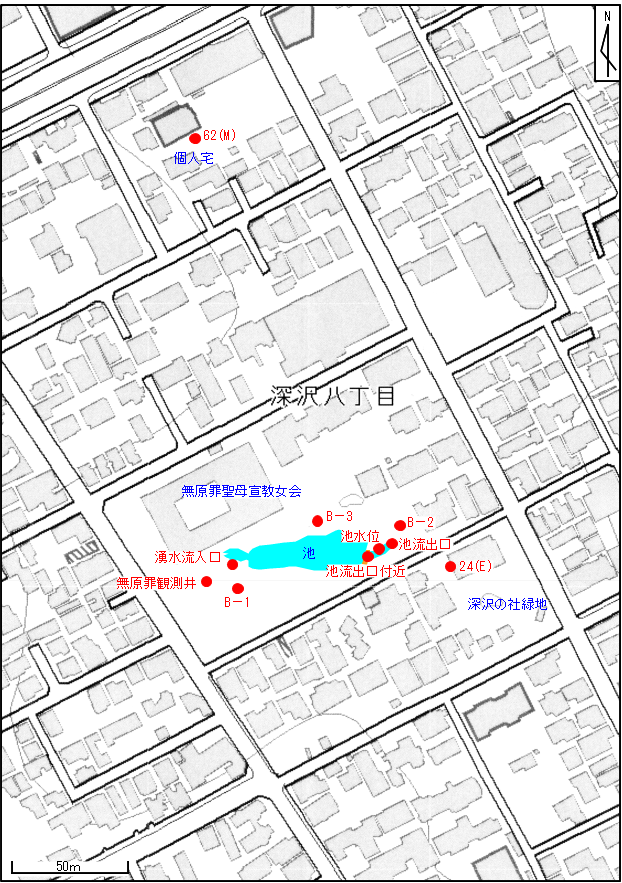 N
62(M)
個人宅
深沢八丁目
無原罪聖母宣教女会
B－3
B－2
池水位
池流出口
湧水流入口
池
池流出口付近
24(E)
無原罪観測井
B－1
深沢の杜緑地
50m